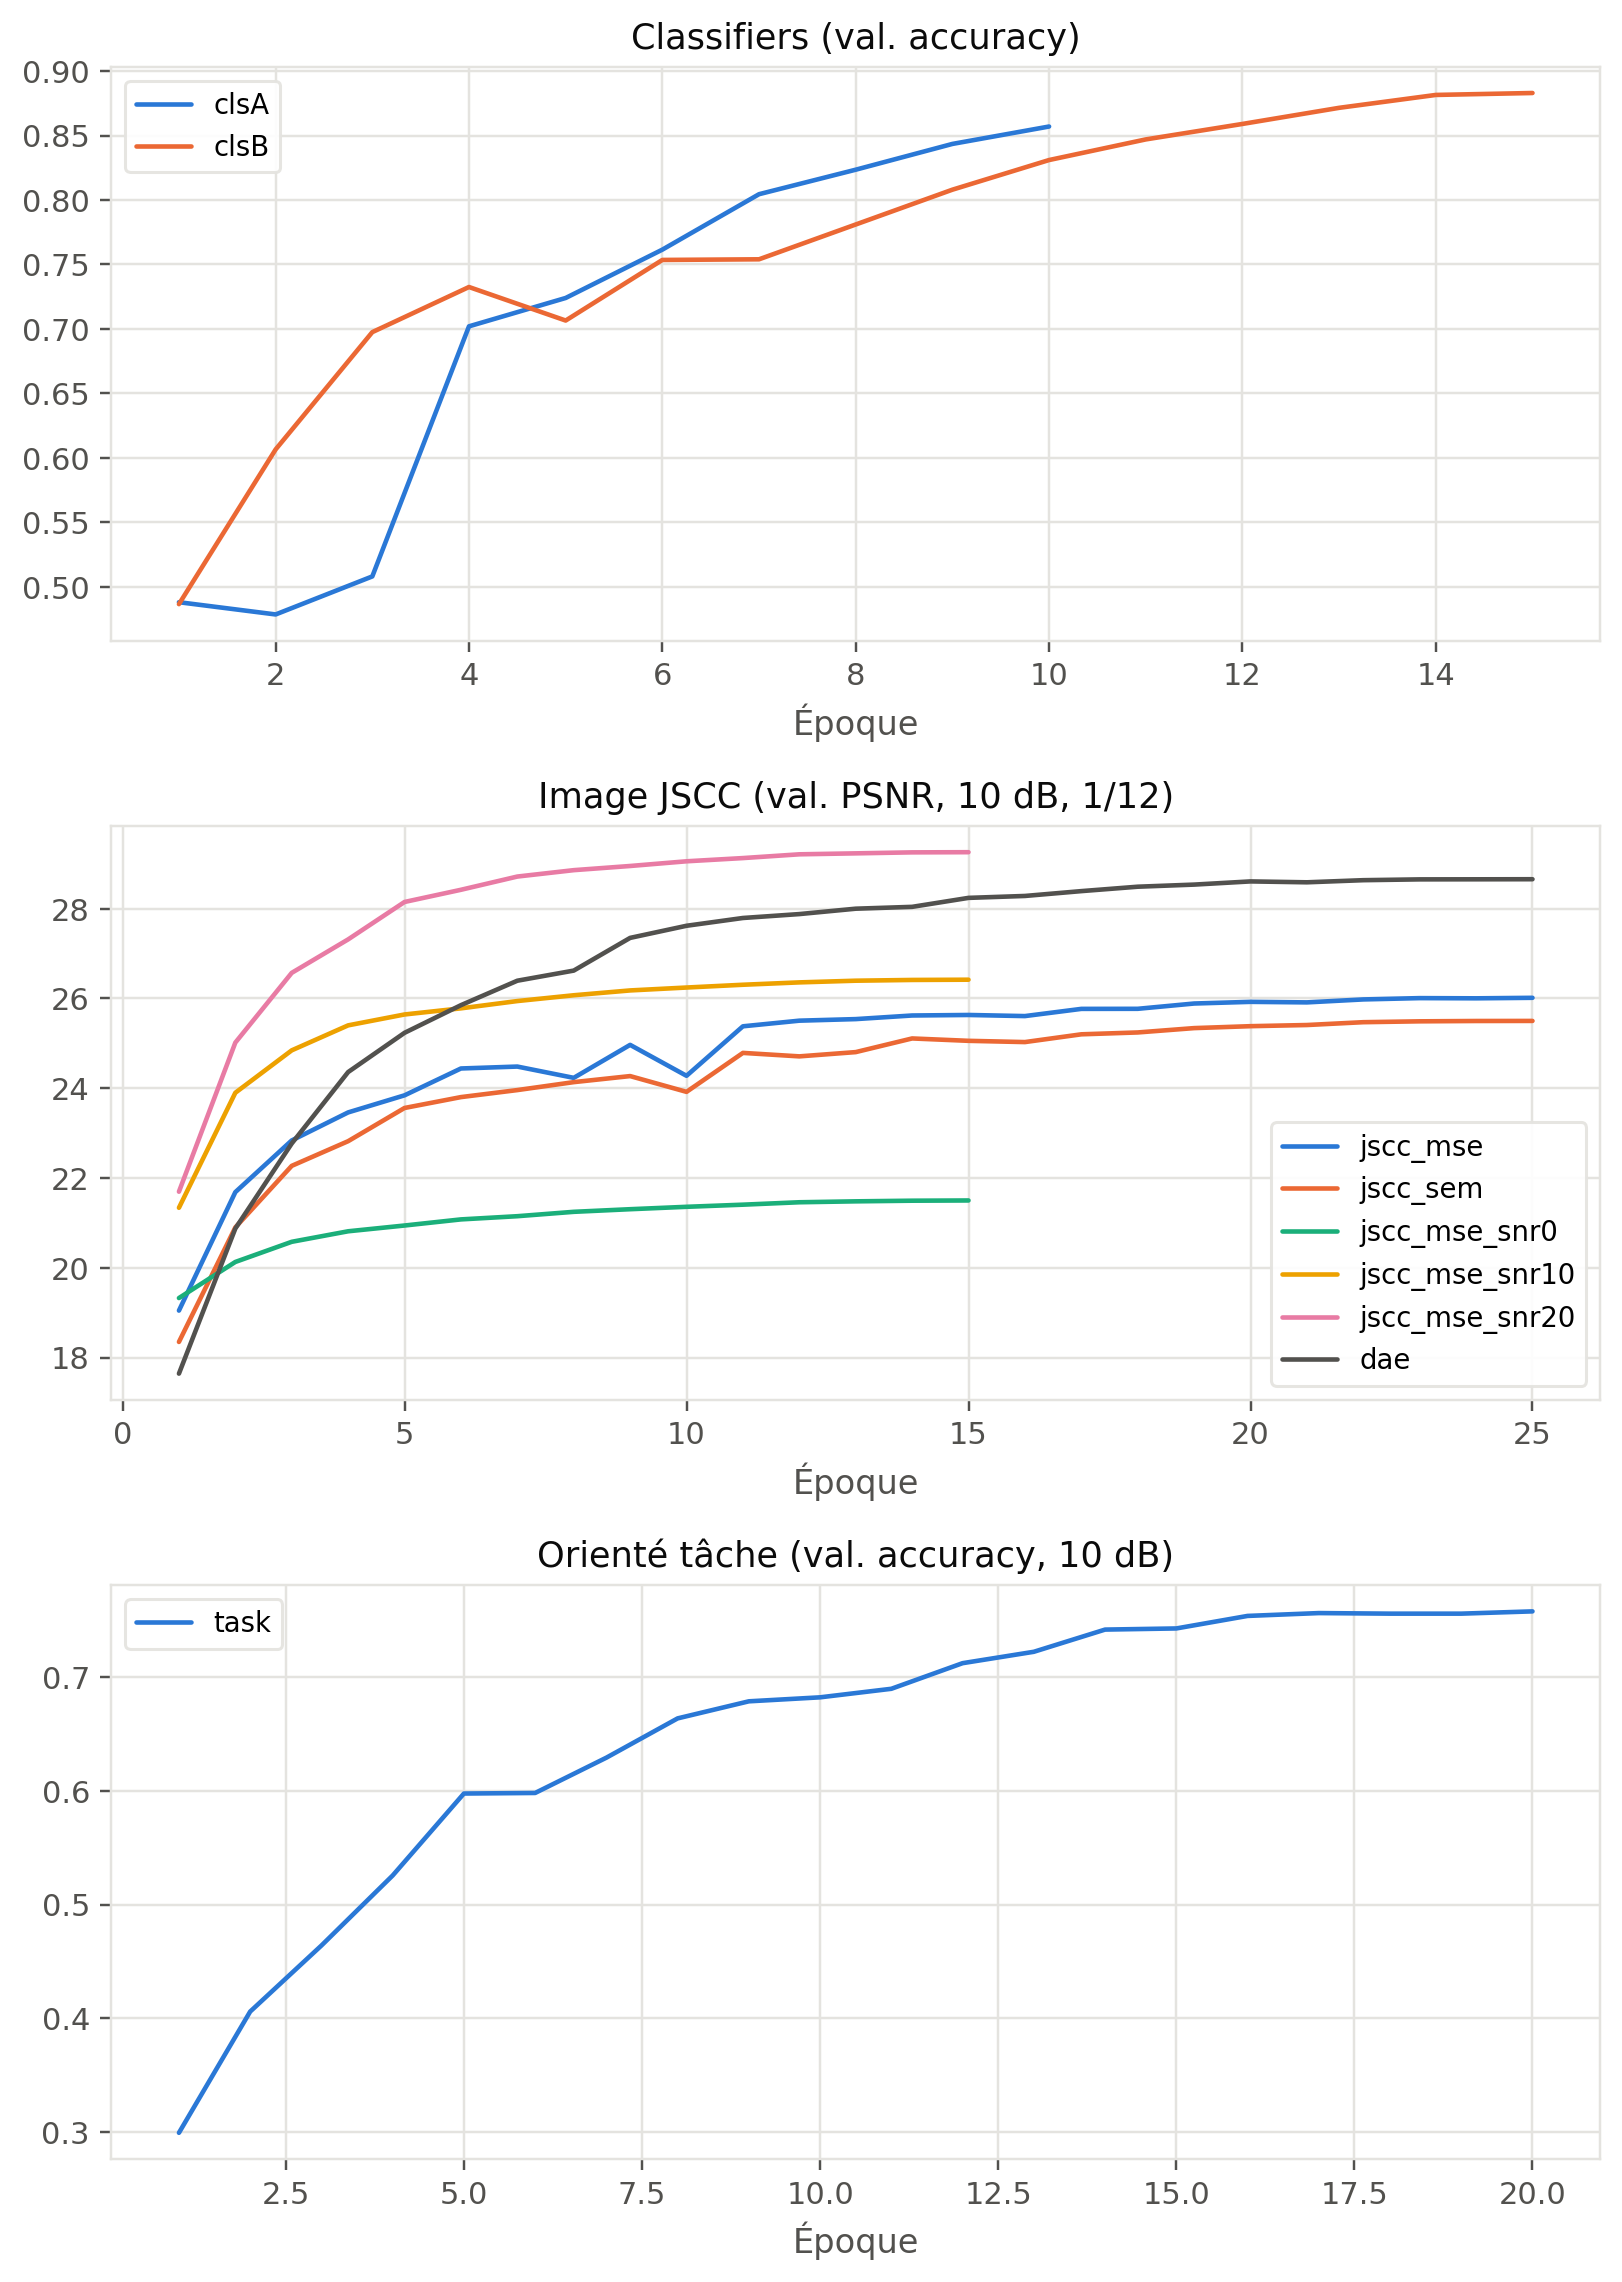 Classifiers (val. accuracy)
0.90
0.85
0.80
0.75
0.70
0.65
0.60
0.55
0.50
clsA
clsB
2 4 6 8 10 12 14
Époque
Image JSCC (val. PSNR, 10 dB, 1/12)
28
26
24
22
20
18
jscc_mse
jscc_sem
jscc_mse_snr0
jscc_mse_snr10
jscc_mse_snr20
dae
0 5 10 15 20 25
Époque
Orienté tâche (val. accuracy, 10 dB)
task
0.7
0.6
0.5
0.4
0.3
2.5 5.0 7.5 10.0 12.5 15.0 17.5 20.0
Époque